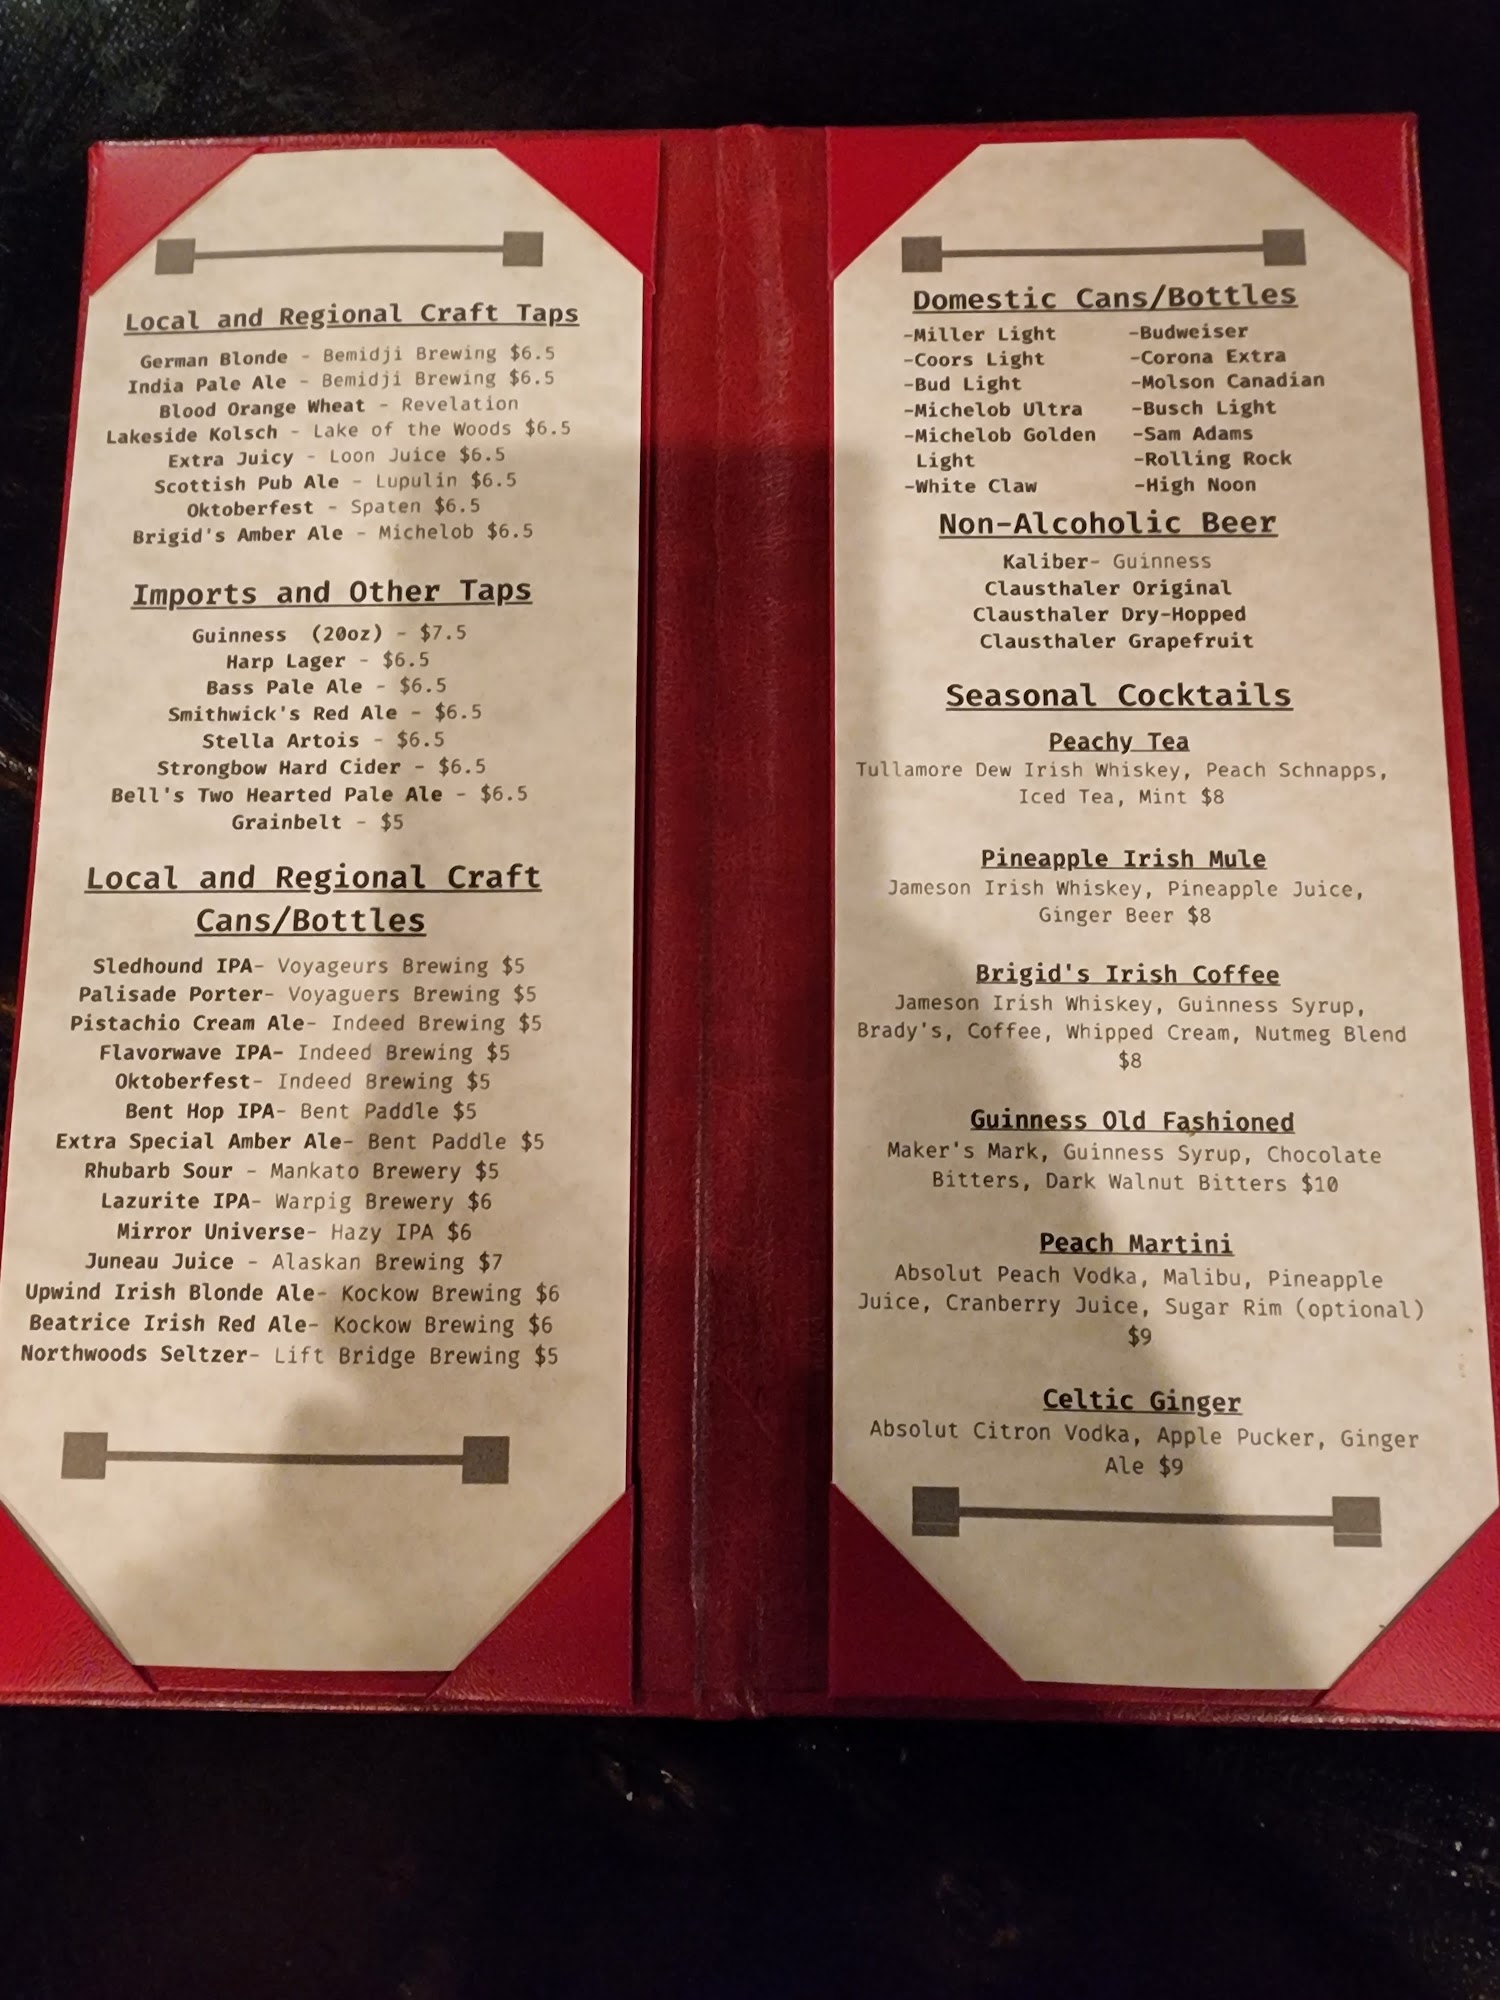 Local and Regional Craft Taps
German Blonde - Bemidji Brewing $6.5
India Pale Ale - Bemidji Brewing $6.5
Blood Orange Wheat - Revelation
Lakeside Kolsch - Lake of the Woods $6.5
Extra Juicy - Loon Juice $6.5
Scottish Pub Ale - Lupulin $6.5
Oktoberfest - Spaten $6.5
Brigid's Amber Ale - Michelob $6.5
Imports and Other Taps
Guinness (20oz) - $7.5
Harp Lager - $6.5
Bass Pale Ale - $6.5
Smithwick's Red Ale - $6.5
Stella Artois - $6.5
Strongbow Hard Cider - $6.5
Bell's Two Hearted Pale Ale - $6.5
Grainbelt - $5
Local and Regional Craft
Cans/Bottles
Sledhound IPA- Voyageurs Brewing $5
Palisade Porter- Voyaguers Brewing $5
Pistachio Cream Ale- Indeed Brewing $5
Flavorwave IPA- Indeed Brewing $5
Oktoberfest- Indeed Brewing $5
Bent Hop IPA- Bent Paddle $5
Extra Special Amber Ale- Bent Paddle $5
Rhubarb Sour - Mankato Brewery $5
Lazurite IPA- Warpig Brewery $6
Mirror Universe- Hazy IPA $6
Juneau Juice - Alaskan Brewing $7
Upwind Irish Blonde Ale- Kockow Brewing $6
Beatrice Irish Red Ale- Kockow Brewing $6
Northwoods Seltzer- Lift Bridge Brewing $5
Domestic Cans/Bottles
-Miller Light
-Coors Light
-Bud Light
-Michelob Ultra
-Michelob Golden
Light
-White Claw
-Budweiser
-Corona Extra
-Molson Canadian
-Busch Light
-Sam Adams
-Rolling Rock
-High Noon
Non-Alcoholic Beer
Kaliber- Guinness
Clausthaler Original
Clausthaler Dry-Hopped
Clausthaler Grapefruit
Seasonal Cocktails
Peachy Tea
Tullamore Dew Irish Whiskey, Peach Schnapps,
Iced Tea, Mint $8
Pineapple Irish Mule
Jameson Irish Whiskey, Pineapple Juice,
Ginger Beer $8
Brigid's Irish Coffee
Jameson Irish Whiskey, Guinness Syrup,
Brady's, Coffee, Whipped Cream, Nutmeg Blend
$8
Guinness Old Fashioned
Maker's Mark, Guinness Syrup, Chocolate
Bitters, Dark Walnut Bitters $10
Peach Martini
Absolut Peach Vodka, Malibu, Pineapple
Juice, Cranberry Juice, Sugar Rim (optional)
$9
Celtic Ginger
Absolut Citron Vodka, Apple Pucker, Ginger
Ale $9